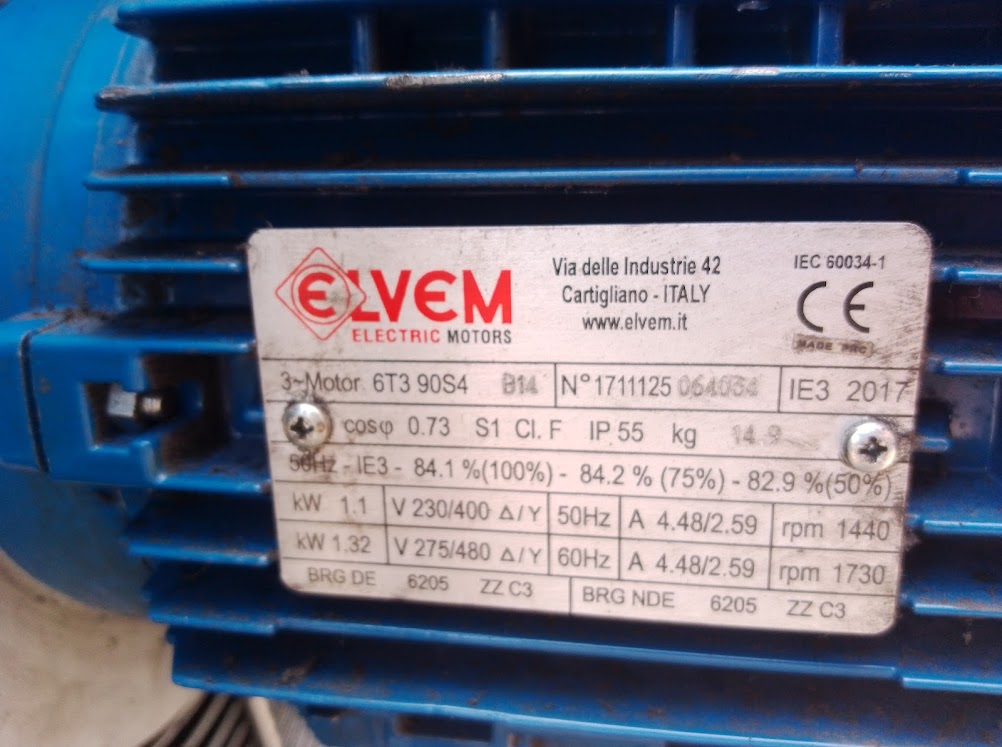 ELVEM
ELECTRIC MOTORS
Via delle Industrie 42
Cartigliano - ITALY
www.elvem.it
IEC 60034-1
CE
MADE PRC
3~Motor 6T3 90S4 B14 N° 1711125 064034 IE3 2017
cosφ 0.73 S1 Cl. F IP 55 kg 14.9
50Hz - IE3 - 84.1 %(100%) - 84.2 % (75%) - 82.9 %(50%)
kW 1.1 V 230/400 Δ/Y 50Hz A 4.48/2.59 rpm 1440
kW 1.32 V 275/480 Δ/Y 60Hz A 4.48/2.59 rpm 1730
BRG DE 6205 ZZ C3 BRG NDE 6205 ZZ C3